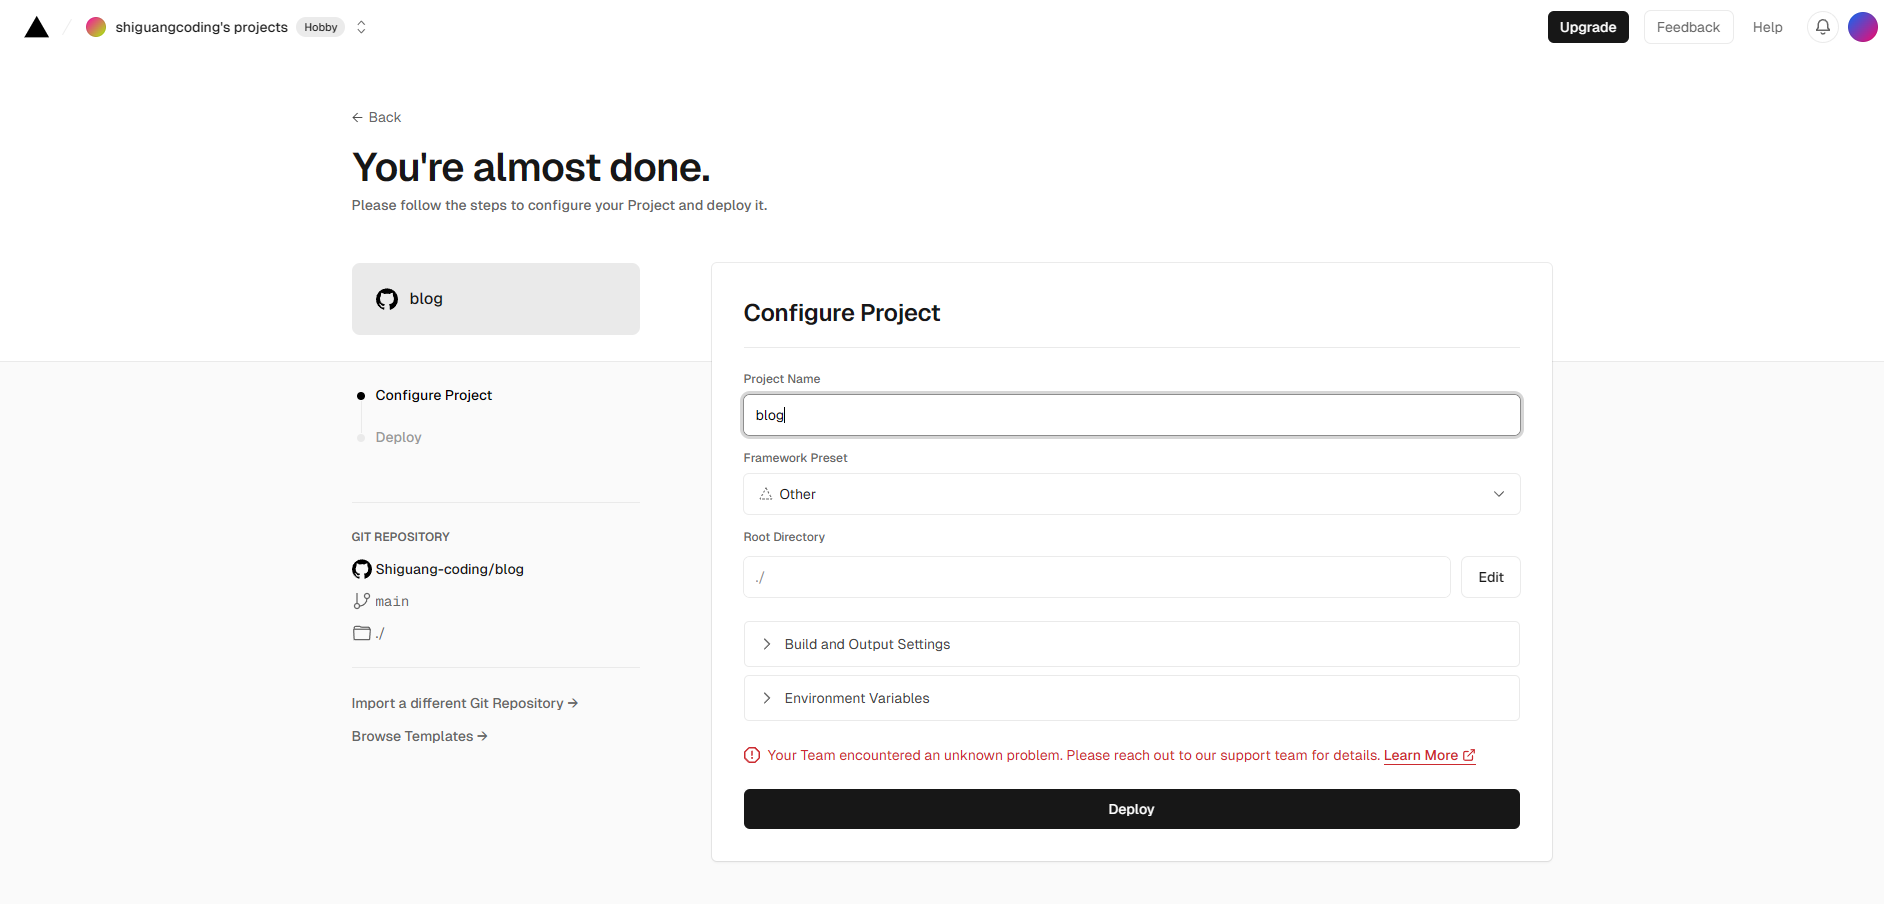 shiguangcoding's projects Hobby
Upgrade Feedback Help
← Back
You're almost done.
Please follow the steps to configure your Project and deploy it.
blog
Configure Project
Deploy
GIT REPOSITORY
Shiguang-coding/blog
main
./
Import a different Git Repository →
Browse Templates →
Configure Project
Project Name
blog
Framework Preset
Other
Root Directory
./ Edit
Build and Output Settings
Environment Variables
Your Team encountered an unknown problem. Please reach out to our support team for details. Learn More
Deploy